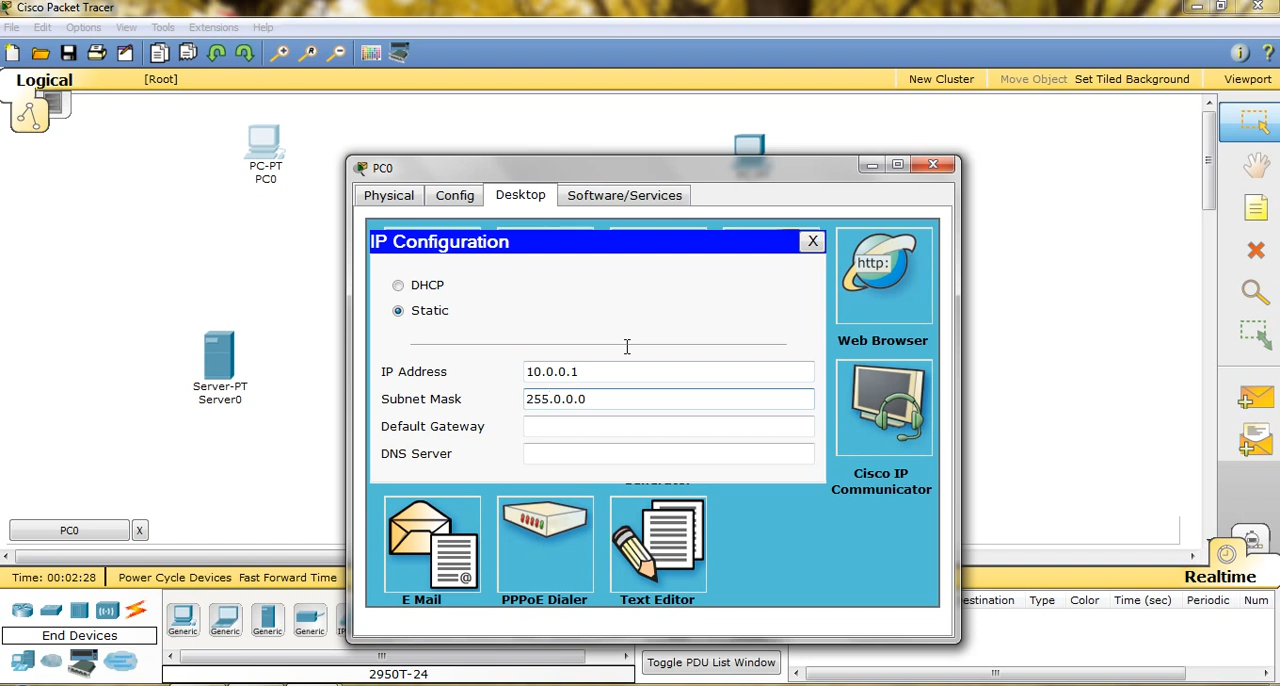 Cisco Packet Tracer
File Edit Options View Tools Extensions Help
Logical
[Root]
New Cluster
Move Object
Set Tiled Background
Viewport
PC-PT
PC0
Server-PT
Server0
PC0
Physical
Config
Desktop
Software/Services
IP Configuration
X
DHCP
Static
IP Address
10.0.0.1
Subnet Mask
255.0.0.0
Default Gateway
DNS Server
http:
Web Browser
Cisco IP
Communicator
E Mail
PPPoE Dialer
Text Editor
PC0
X
Time: 00:02:28
Power Cycle Devices
Fast Forward Time
Realtime
End Devices
Generic
Generic
Generic
Generic
2950T-24
Toggle PDU List Window
estination
Type
Color
Time (sec)
Periodic
Num